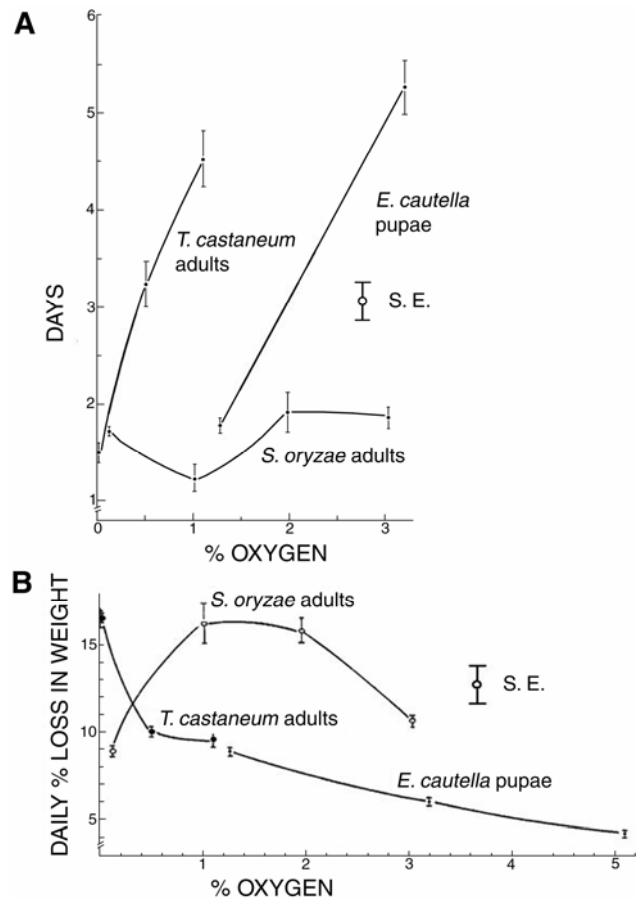 A
6
5
4
3
2
1
DAYS
T. castaneum
adults
E. cautella
pupae
S. E.
S. oryzae adults
0
1
2
3
% OXYGEN
B
DAILY % LOSS IN WEIGHT
15
10
5
S. oryzae adults
S. E.
T. castaneum adults
E. cautella pupae
1
2
3
4
5
% OXYGEN